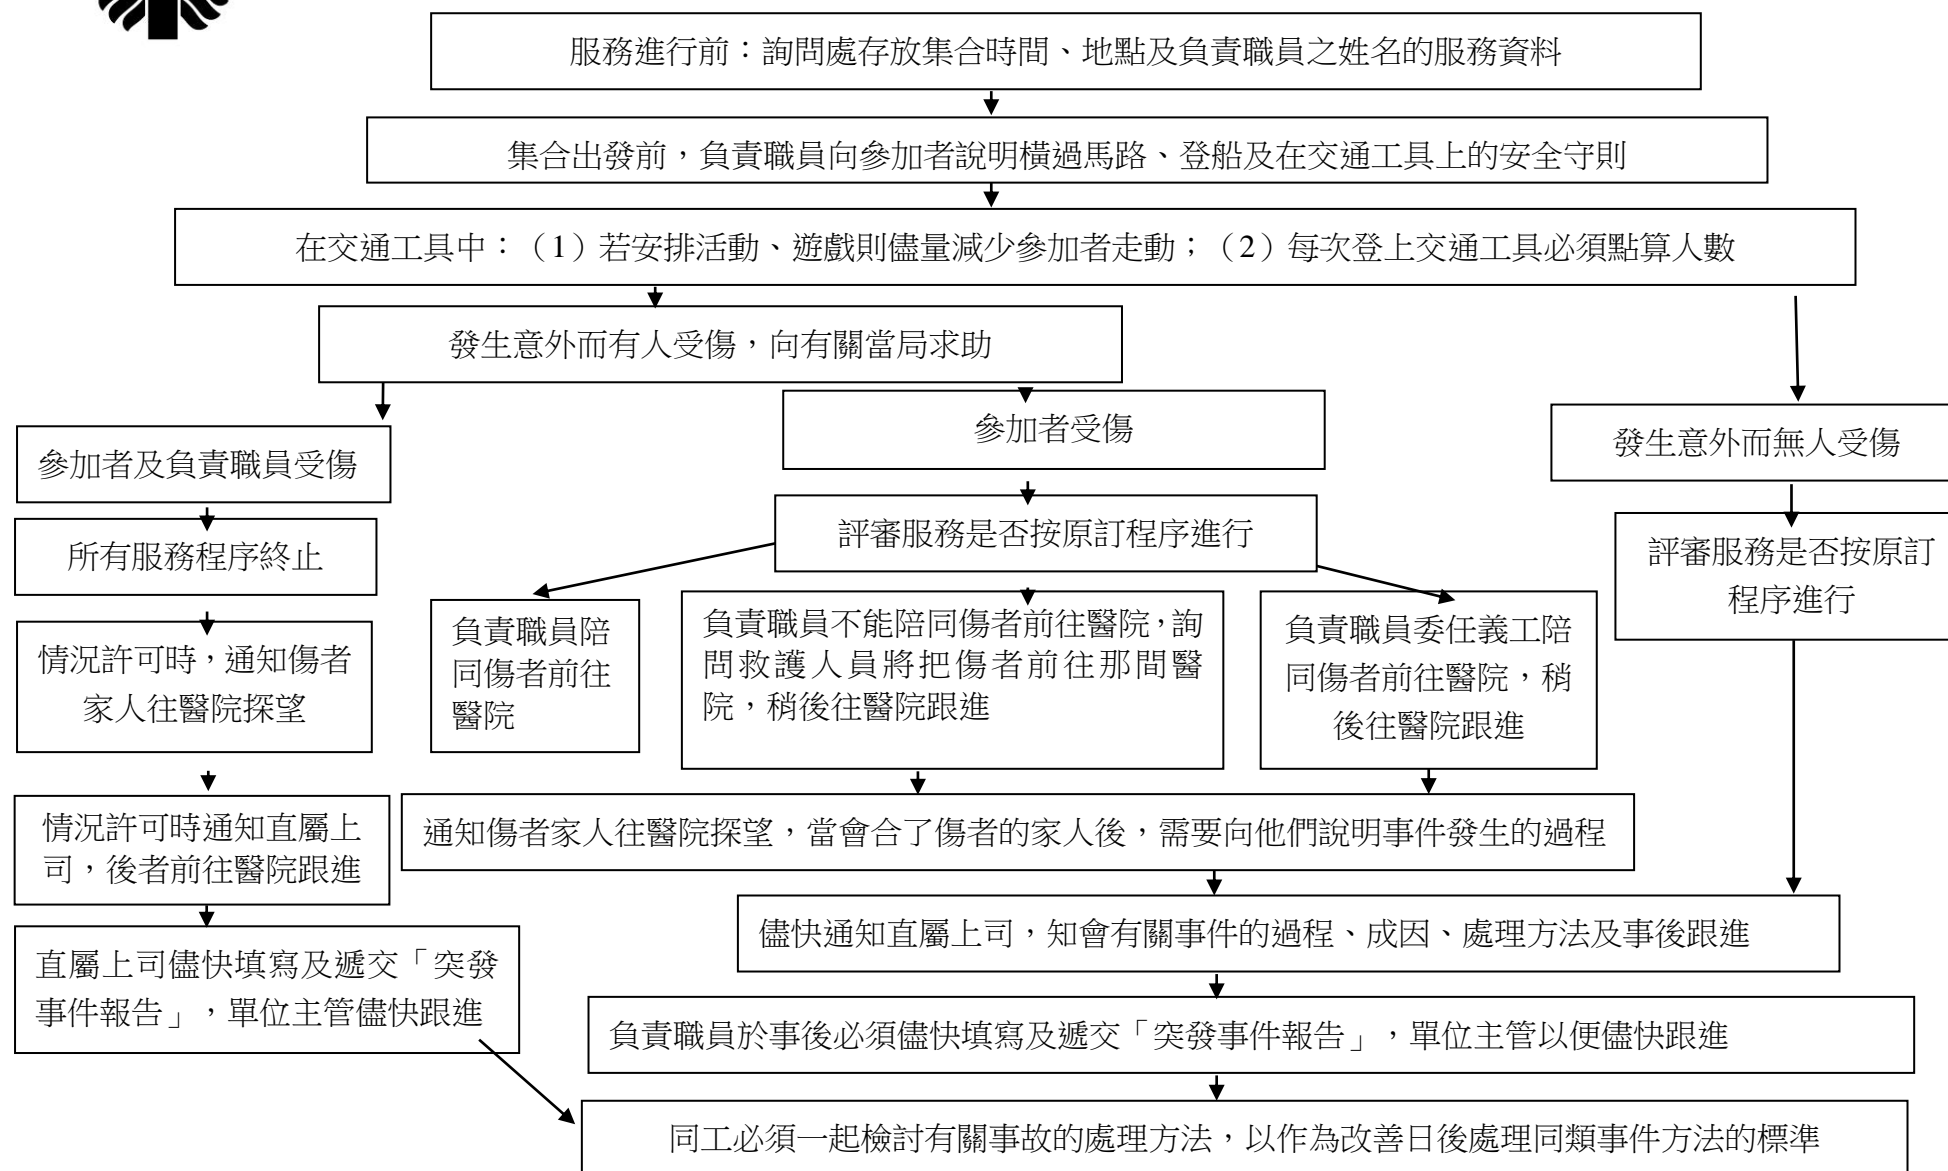 服務進行前：詢問處存放集合時間、地點及負責職員之姓名的服務資料
集合出發前，負責職員向參加者說明橫過馬路、登船及在交通工具上的安全守則
在交通工具中：（1）若安排活動、遊戲則儘量減少參加者走動；（2）每次登上交通工具必須點算人數
發生意外而有人受傷，向有關當局求助
參加者及負責職員受傷
所有服務程序終止
情況許可時，通知傷者
家人往醫院探望
情況許可時通知直屬上
司，後者前往醫院跟進
直屬上司儘快填寫及遞交「突發
事件報告」，單位主管儘快跟進
參加者受傷
評審服務是否按原訂程序進行
負責職員陪
同傷者前往
醫院
負責職員不能陪同傷者前往醫院，詢
問救護人員將把傷者前往那間醫
院，稍後往醫院跟進
負責職員委任義工陪
同傷者前往醫院，稍
後往醫院跟進
通知傷者家人往醫院探望，當會合了傷者的家人後，需要向他們說明事件發生的過程
發生意外而無人受傷
評審服務是否按原訂
程序進行
儘快通知直屬上司，知會有關事件的過程、成因、處理方法及事後跟進
負責職員於事後必須儘快填寫及遞交「突發事件報告」，單位主管以便儘快跟進
同工必須一起檢討有關事故的處理方法，以作為改善日後處理同類事件方法的標準